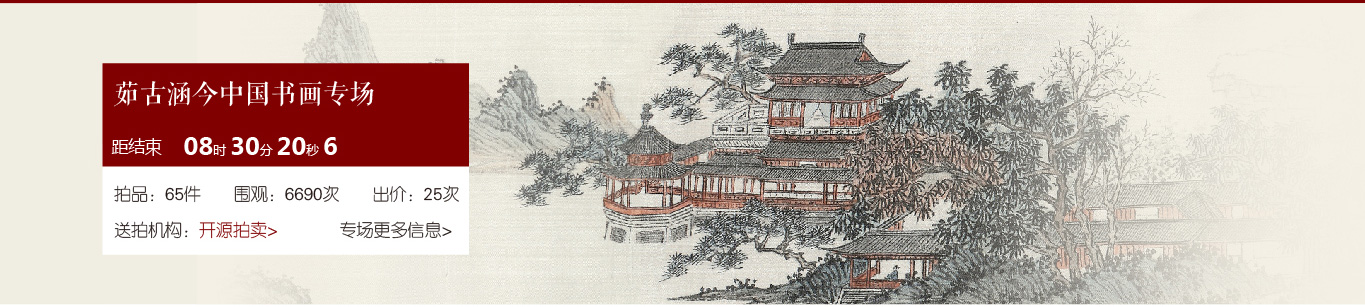 茹古涵今中国书画专场
距结束 08时30分20秒6
拍品：65件 围观：6690次 出价：25次
送拍机构：开源拍卖> 专场更多信息>